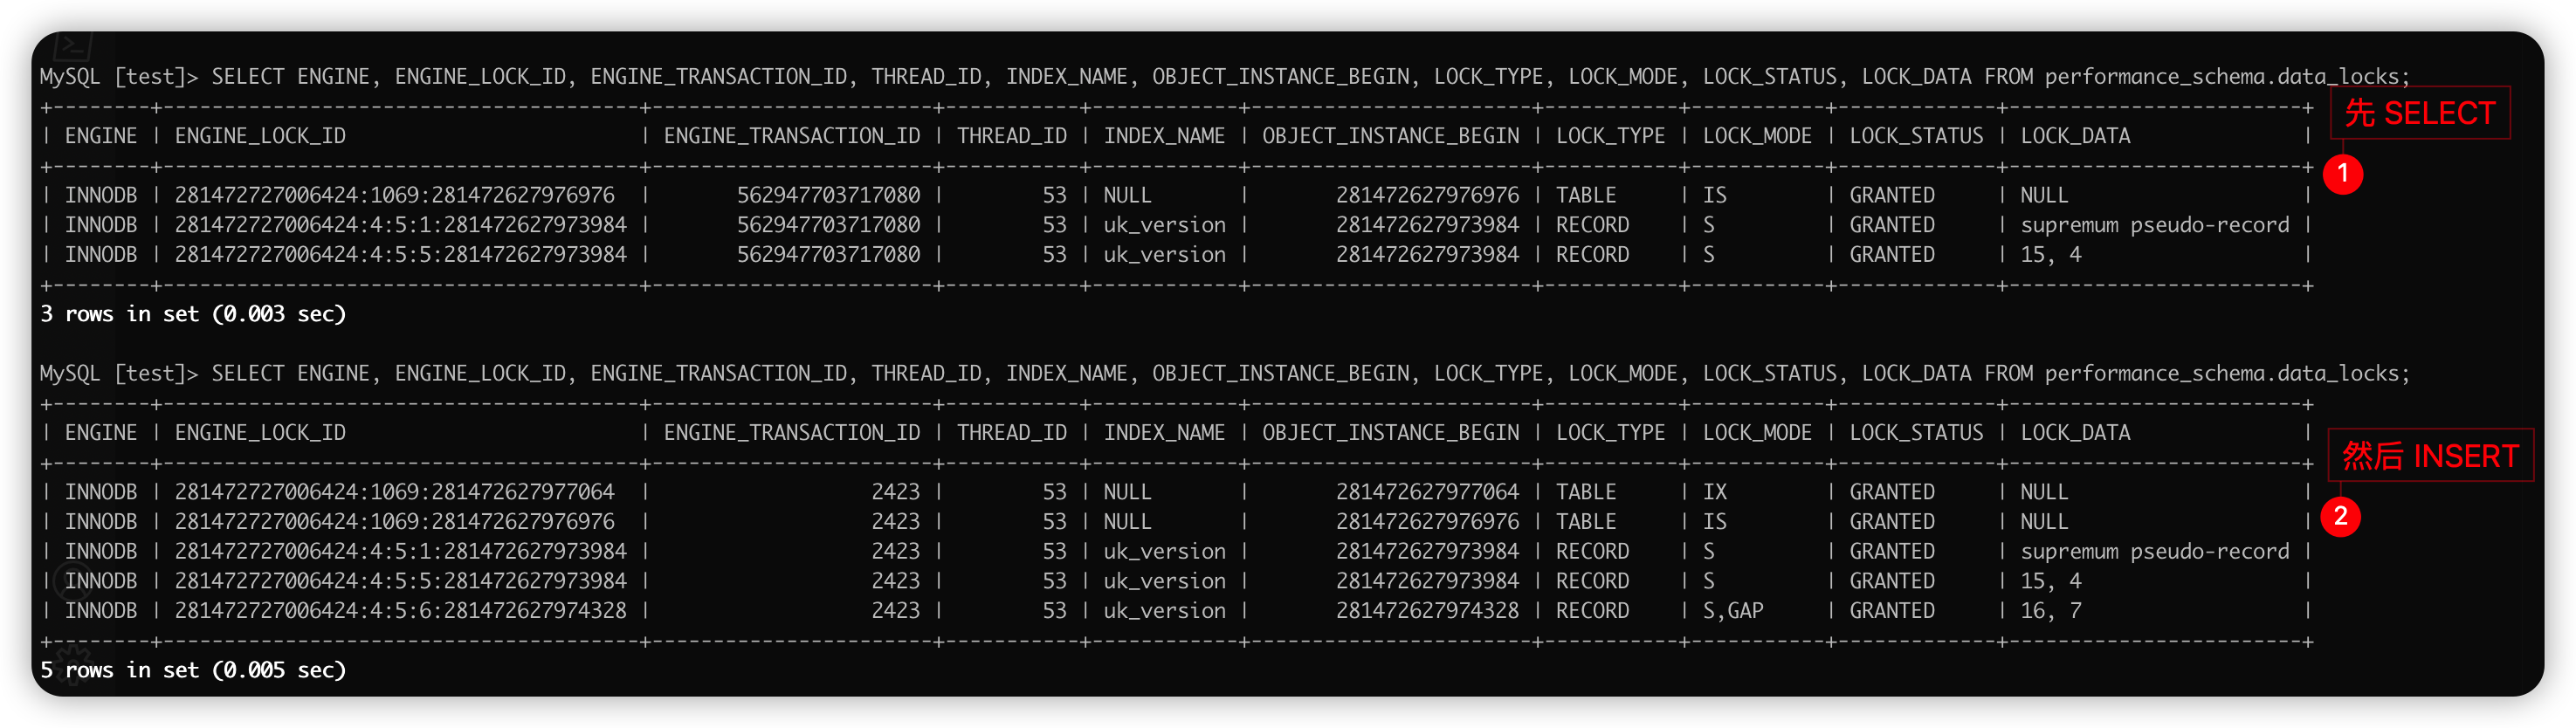 MySQL [test]> SELECT ENGINE, ENGINE_LOCK_ID, ENGINE_TRANSACTION_ID, THREAD_ID, INDEX_NAME, OBJECT_INSTANCE_BEGIN, LOCK_TYPE, LOCK_MODE, LOCK_STATUS, LOCK_DATA FROM performance_schema.data_locks;
+--------+----------------------------------------+-----------------------+-----------+------------+-----------------------+-----------+-----------+-------------+------------------------+
先 SELECT
| ENGINE | ENGINE_LOCK_ID                         | ENGINE_TRANSACTION_ID | THREAD_ID | INDEX_NAME | OBJECT_INSTANCE_BEGIN | LOCK_TYPE | LOCK_MODE | LOCK_STATUS | LOCK_DATA              |
+--------+----------------------------------------+-----------------------+-----------+------------+-----------------------+-----------+-----------+-------------+------------------------+
1
| INNODB | 281472727006424:1069:281472627976976   |       562947703717080 |        53 | NULL       |       281472627976976 | TABLE     | IS        | GRANTED     | NULL                   |
| INNODB | 281472727006424:4:5:1:281472627973984 |       562947703717080 |        53 | uk_version |       281472627973984 | RECORD    | S         | GRANTED     | supremum pseudo-record |
| INNODB | 281472727006424:4:5:5:281472627973984 |       562947703717080 |        53 | uk_version |       281472627973984 | RECORD    | S         | GRANTED     | 15, 4                  |
+--------+----------------------------------------+-----------------------+-----------+------------+-----------------------+-----------+-----------+-------------+------------------------+
3 rows in set (0.003 sec)
MySQL [test]> SELECT ENGINE, ENGINE_LOCK_ID, ENGINE_TRANSACTION_ID, THREAD_ID, INDEX_NAME, OBJECT_INSTANCE_BEGIN, LOCK_TYPE, LOCK_MODE, LOCK_STATUS, LOCK_DATA FROM performance_schema.data_locks;
+--------+----------------------------------------+-----------------------+-----------+------------+-----------------------+-----------+-----------+-------------+------------------------+
| ENGINE | ENGINE_LOCK_ID                         | ENGINE_TRANSACTION_ID | THREAD_ID | INDEX_NAME | OBJECT_INSTANCE_BEGIN | LOCK_TYPE | LOCK_MODE | LOCK_STATUS | LOCK_DATA              |
然后 INSERT
+--------+----------------------------------------+-----------------------+-----------+------------+-----------------------+-----------+-----------+-------------+------------------------+
| INNODB | 281472727006424:1069:281472627977064   |                  2423 |        53 | NULL       |       281472627977064 | TABLE     | IX        | GRANTED     | NULL                   |
2
| INNODB | 281472727006424:1069:281472627976976   |                  2423 |        53 | NULL       |       281472627976976 | TABLE     | IS        | GRANTED     | NULL                   |
| INNODB | 281472727006424:4:5:1:281472627973984 |                  2423 |        53 | uk_version |       281472627973984 | RECORD    | S         | GRANTED     | supremum pseudo-record |
| INNODB | 281472727006424:4:5:5:281472627973984 |                  2423 |        53 | uk_version |       281472627973984 | RECORD    | S         | GRANTED     | 15, 4                  |
| INNODB | 281472727006424:4:5:6:281472627974328 |                  2423 |        53 | uk_version |       281472627974328 | RECORD    | S,GAP     | GRANTED     | 16, 7                  |
+--------+----------------------------------------+-----------------------+-----------+------------+-----------------------+-----------+-----------+-------------+------------------------+
5 rows in set (0.005 sec)